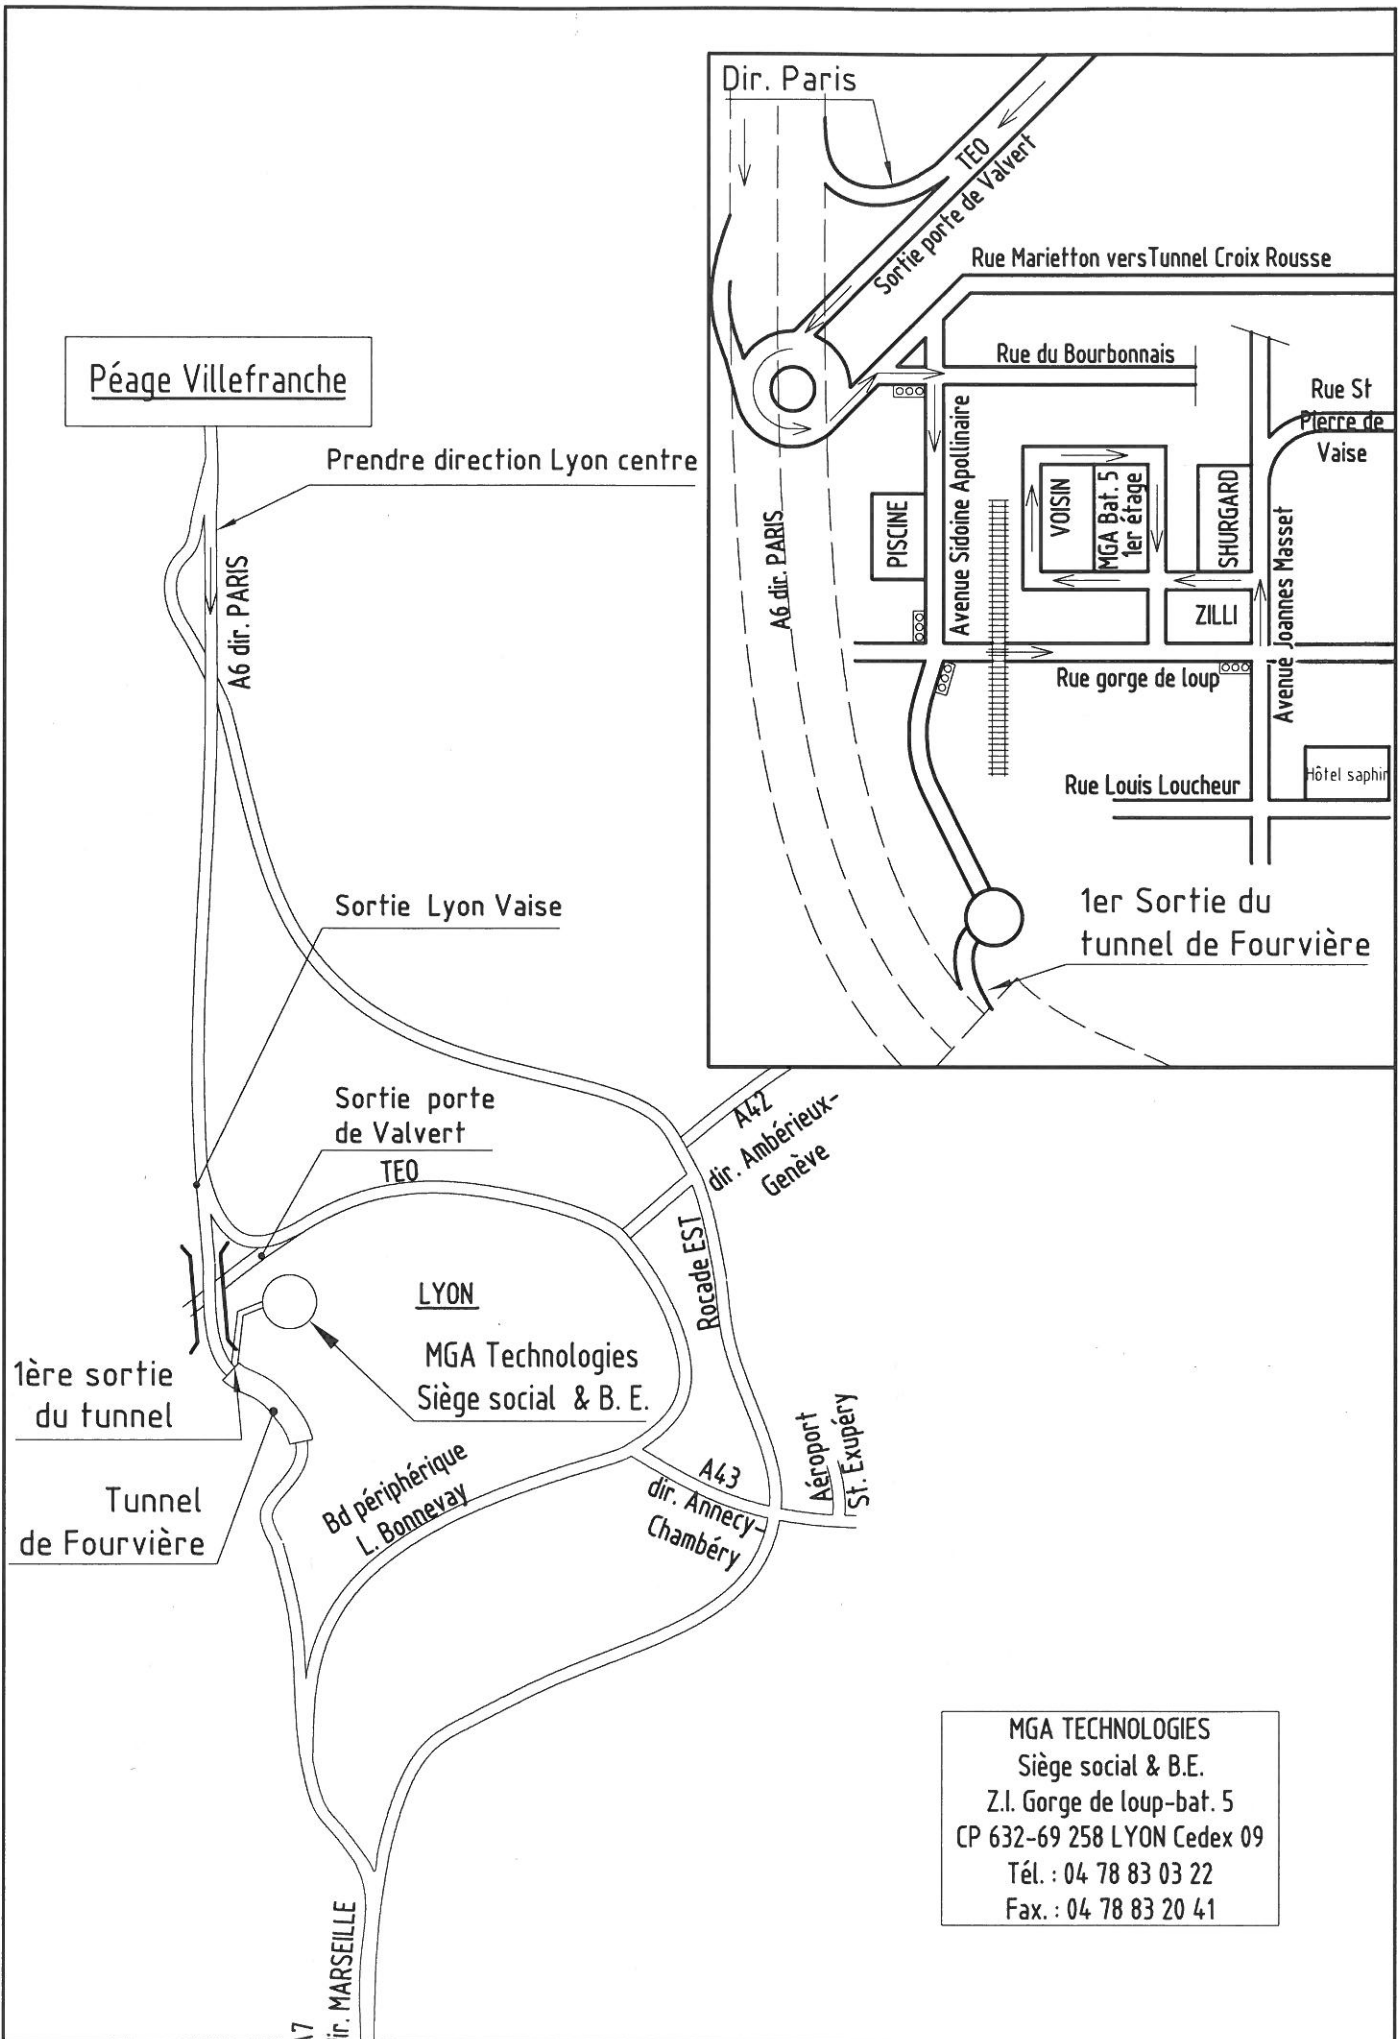 Dir. Paris
TEO
Sortie porte de Valvert
Rue Marietton versTunnel Croix Rousse
Rue du Bourbonnais
Rue St
Pierre de
Vaise
Avenue Sidoine Apollinaire
PISCINE
VOISIN
MGA Bat. 5
1er étage
SHURGARD
ZILLI
Avenue Joannes Masset
A6 dir. PARIS
Rue gorge de loup
Rue Louis Loucheur
Hôtel saphir
1er Sortie du
tunnel de Fourvière
Péage Villefranche
Prendre direction Lyon centre
A6 dir. PARIS
Sortie Lyon Vaise
Sortie porte
de Valvert
TEO
A42
dir. Ambérieux-
Genève
Rocade EST
LYON
MGA Technologies
Siège social & B. E.
1ère sortie
du tunnel
Tunnel
de Fourvière
Bd périphérique
L. Bonnevay
A43
dir. Annecy-
Chambéry
Aéroport
St. Exupéry
MGA TECHNOLOGIES
Siège social & B.E.
Z.I. Gorge de loup-bat. 5
CP 632-69 258 LYON Cedex 09
Tél. : 04 78 83 03 22
Fax. : 04 78 83 20 41
A7
dir. MARSEILLE